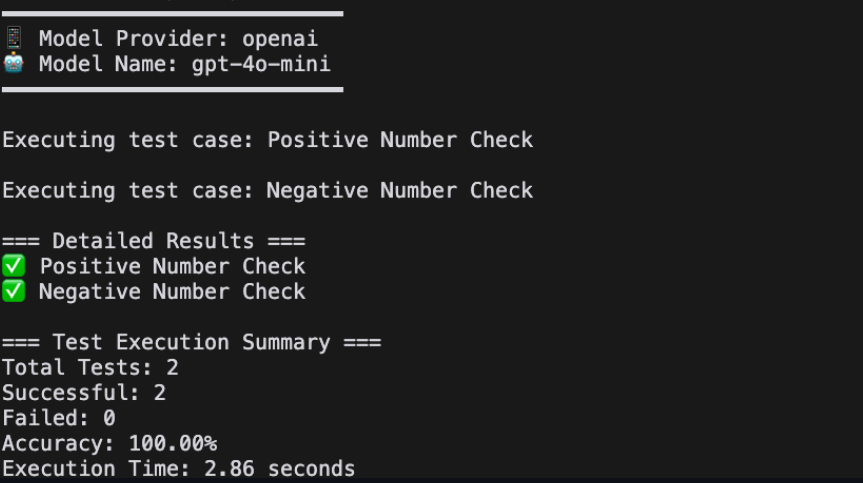 Model Provider: openai
Model Name: gpt-4o-mini
Executing test case: Positive Number Check
Executing test case: Negative Number Check
=== Detailed Results ===
✅ Positive Number Check
✅ Negative Number Check
=== Test Execution Summary ===
Total Tests: 2
Successful: 2
Failed: 0
Accuracy: 100.00%
Execution Time: 2.86 seconds